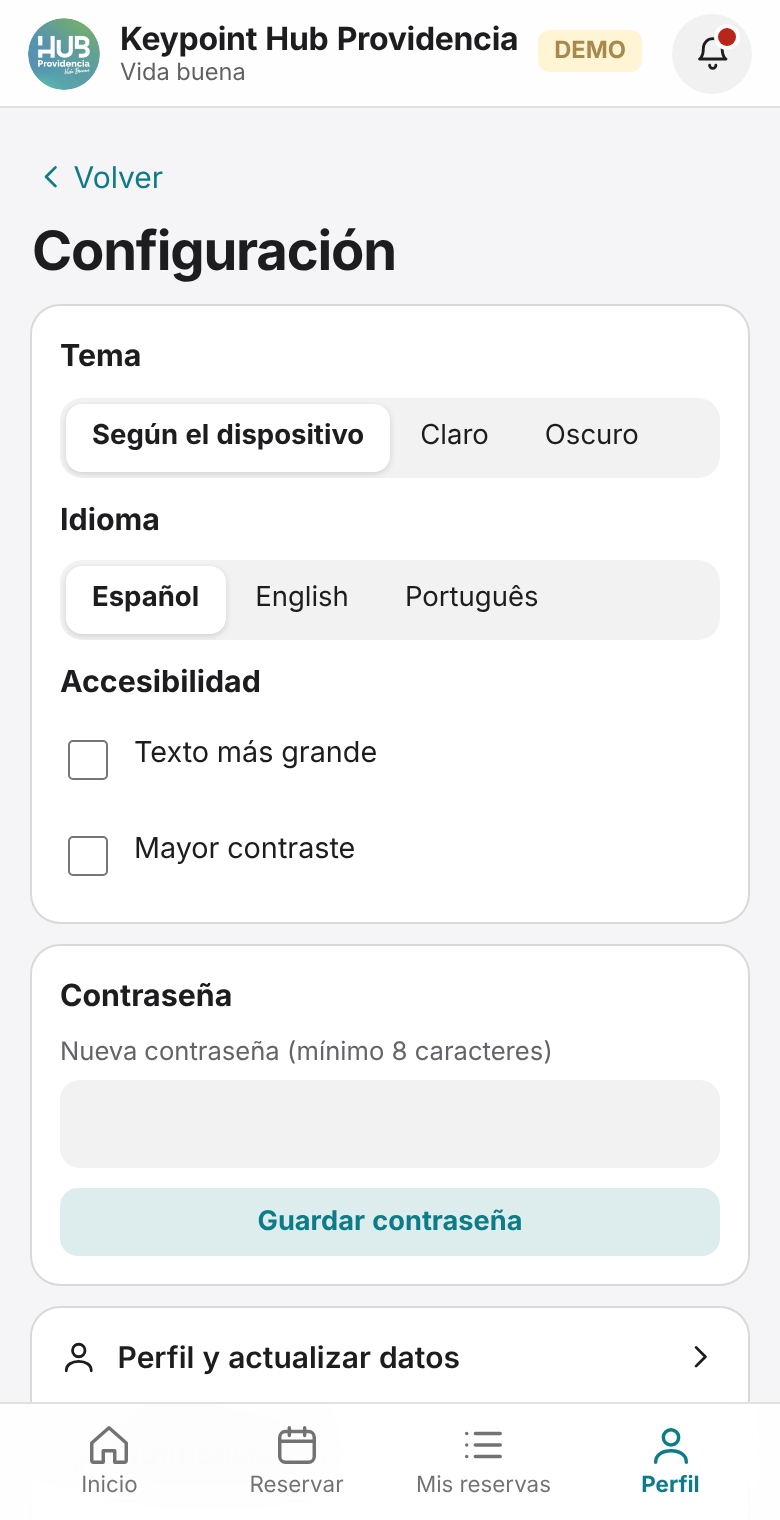 HUB
Providencia
Vida Buena
Keypoint Hub Providencia
Vida buena
DEMO
Volver
Configuración
Tema
Según el dispositivo
Claro
Oscuro
Idioma
Español
English
Português
Accesibilidad
Texto más grande
Mayor contraste
Contraseña
Nueva contraseña (mínimo 8 caracteres)
Guardar contraseña
Perfil y actualizar datos
Inicio
Reservar
Mis reservas
Perfil